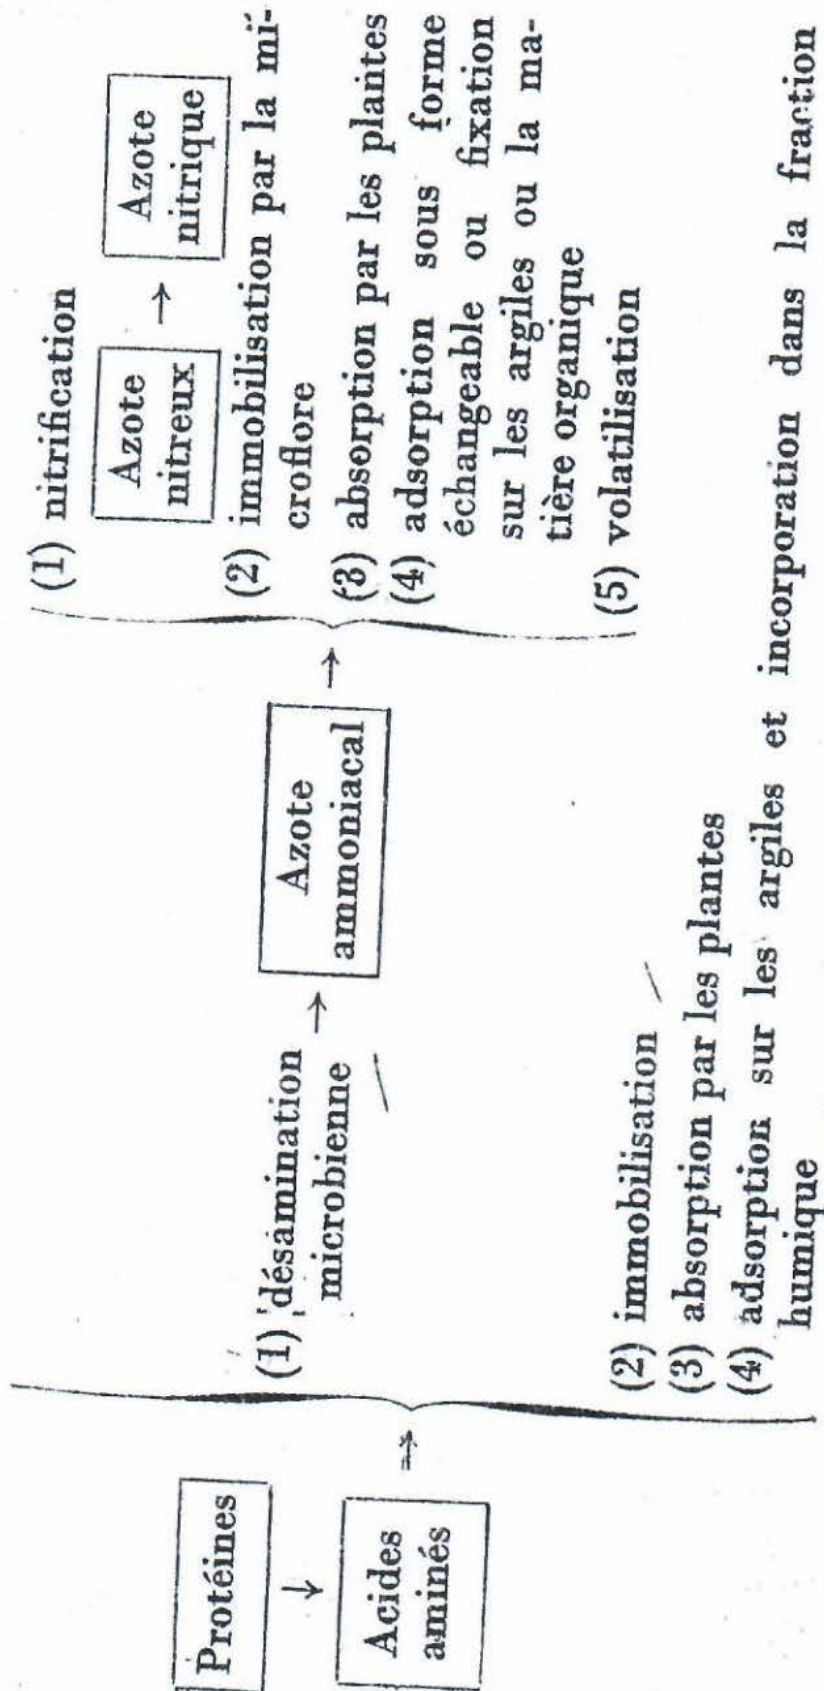 Protéines
↓
Acides
aminés
→
(1) désamination
microbienne
→
Azote
ammoniacal
→
(1) nitrification
Azote
nitreux
→
Azote
nitrique
(2) immobilisation par la mi-
croflore
(3) absorption par les plantes
(4) adsorption sous forme
échangeable ou fixation
sur les argiles ou la ma-
tière organique
(5) volatilisation
(2) immobilisation
(3) absorption par les plantes
(4) adsorption sur les argiles et incorporation dans la fraction
humique